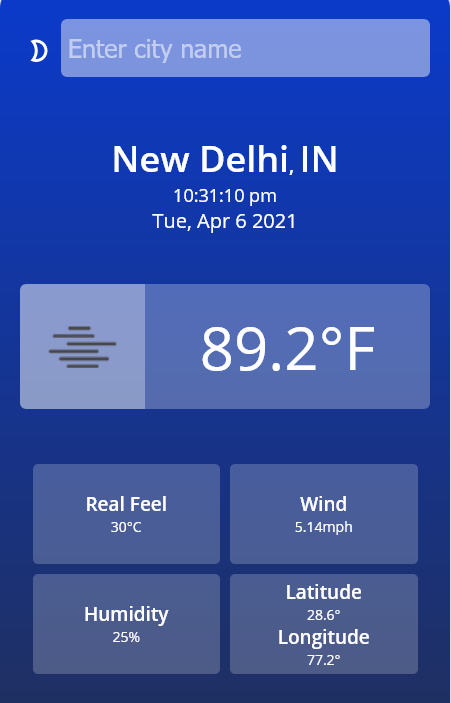 Enter city name
New Delhi, IN
10:31:10 pm
Tue, Apr 6 2021
89.2°F
Real Feel
30°C
Wind
5.14mph
Humidity
25%
Latitude
28.6°
Longitude
77.2°